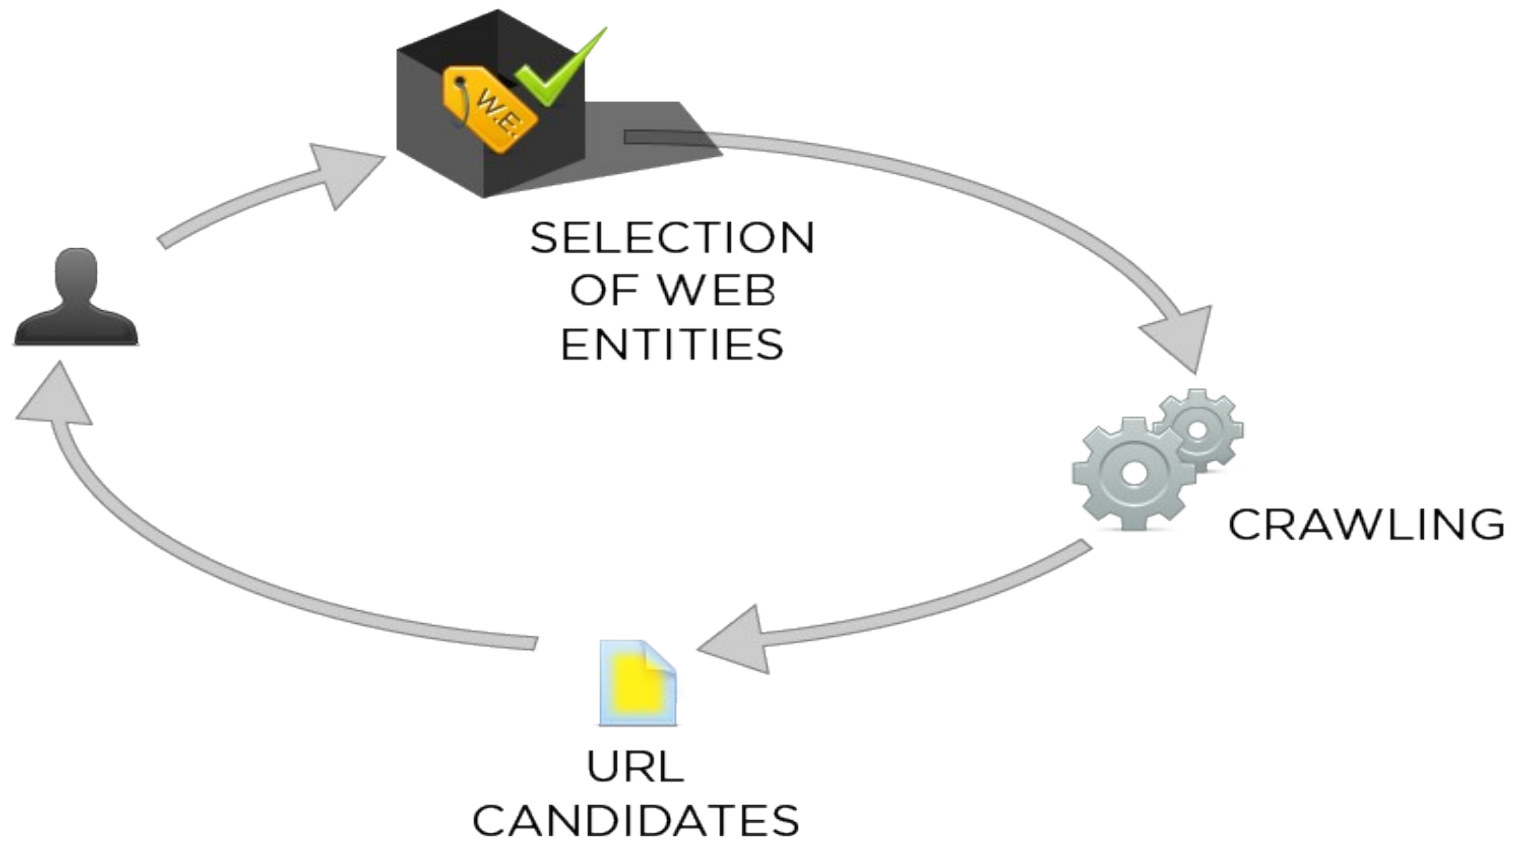 W.E.
SELECTION
OF WEB
ENTITIES
CRAWLING
URL
CANDIDATES